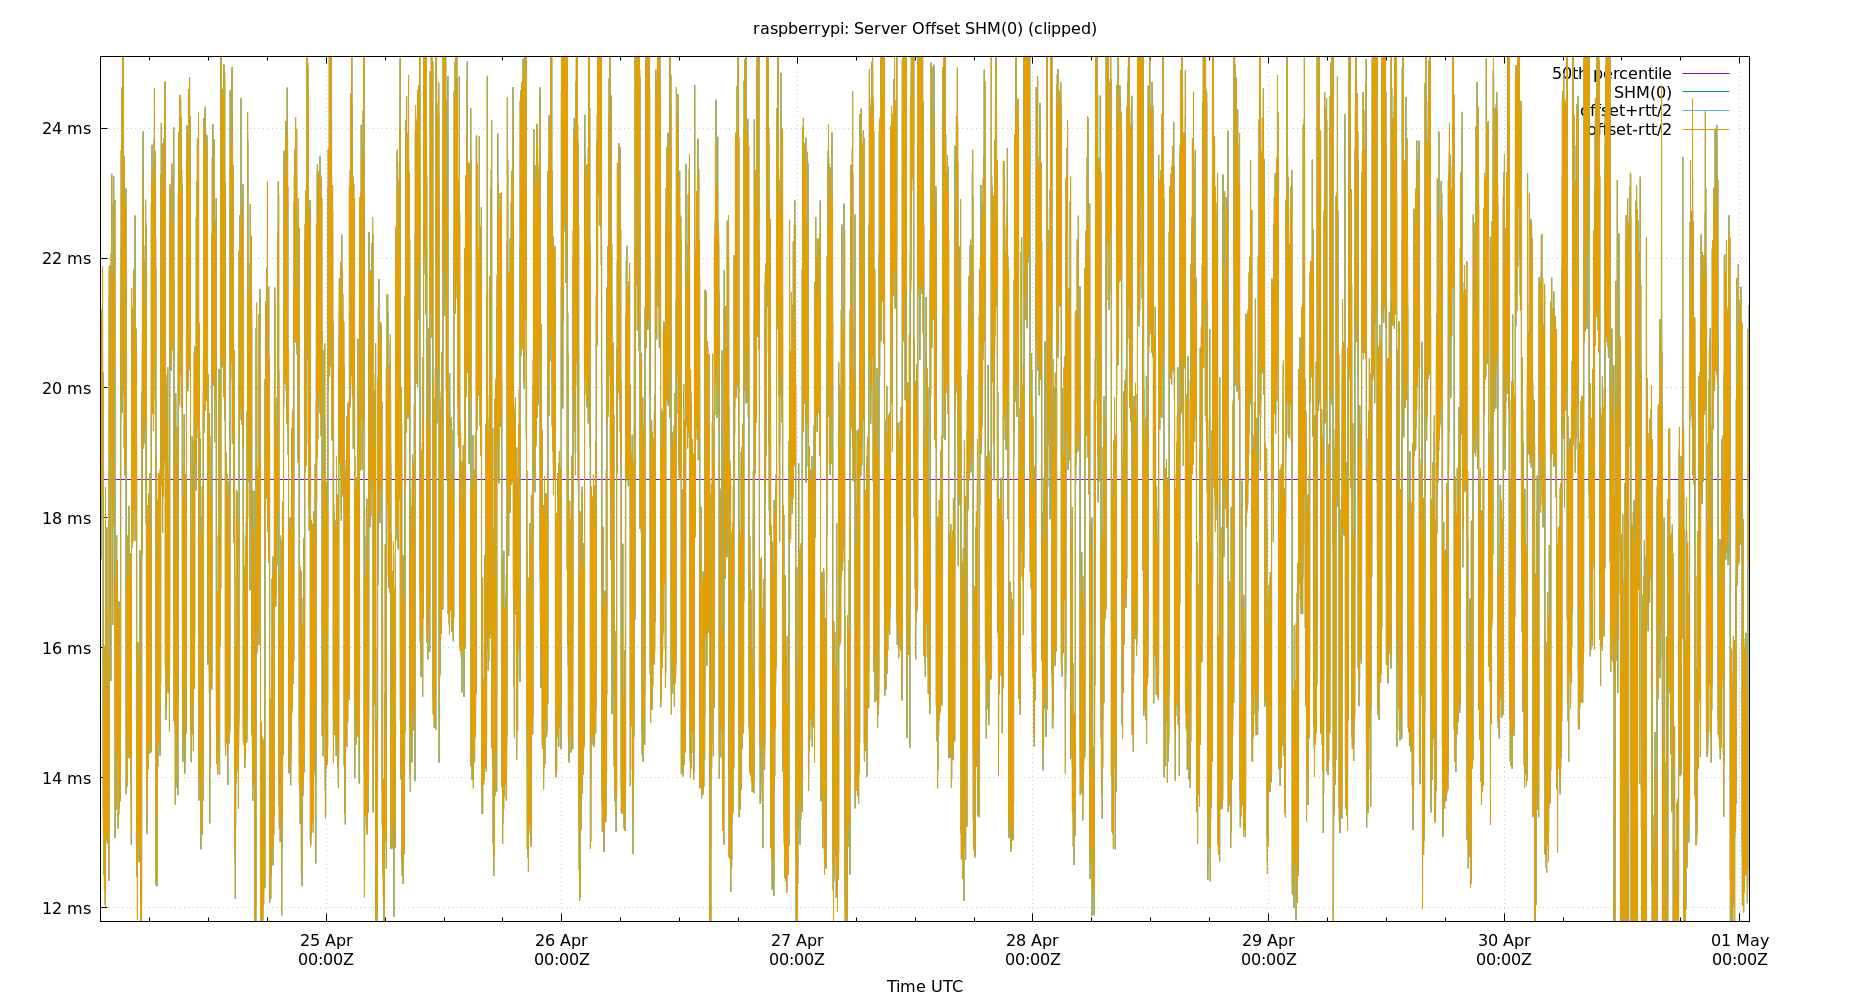 raspberrypi: Server Offset SHM(0) (clipped)
50th percentile
SHM(0)
offset+rtt/2
offset-rtt/2
24 ms
22 ms
20 ms
18 ms
16 ms
14 ms
12 ms
25 Apr 26 Apr 27 Apr 28 Apr 29 Apr 30 Apr 01 May
00:00Z 00:00Z 00:00Z 00:00Z 00:00Z 00:00Z 00:00Z
Time UTC